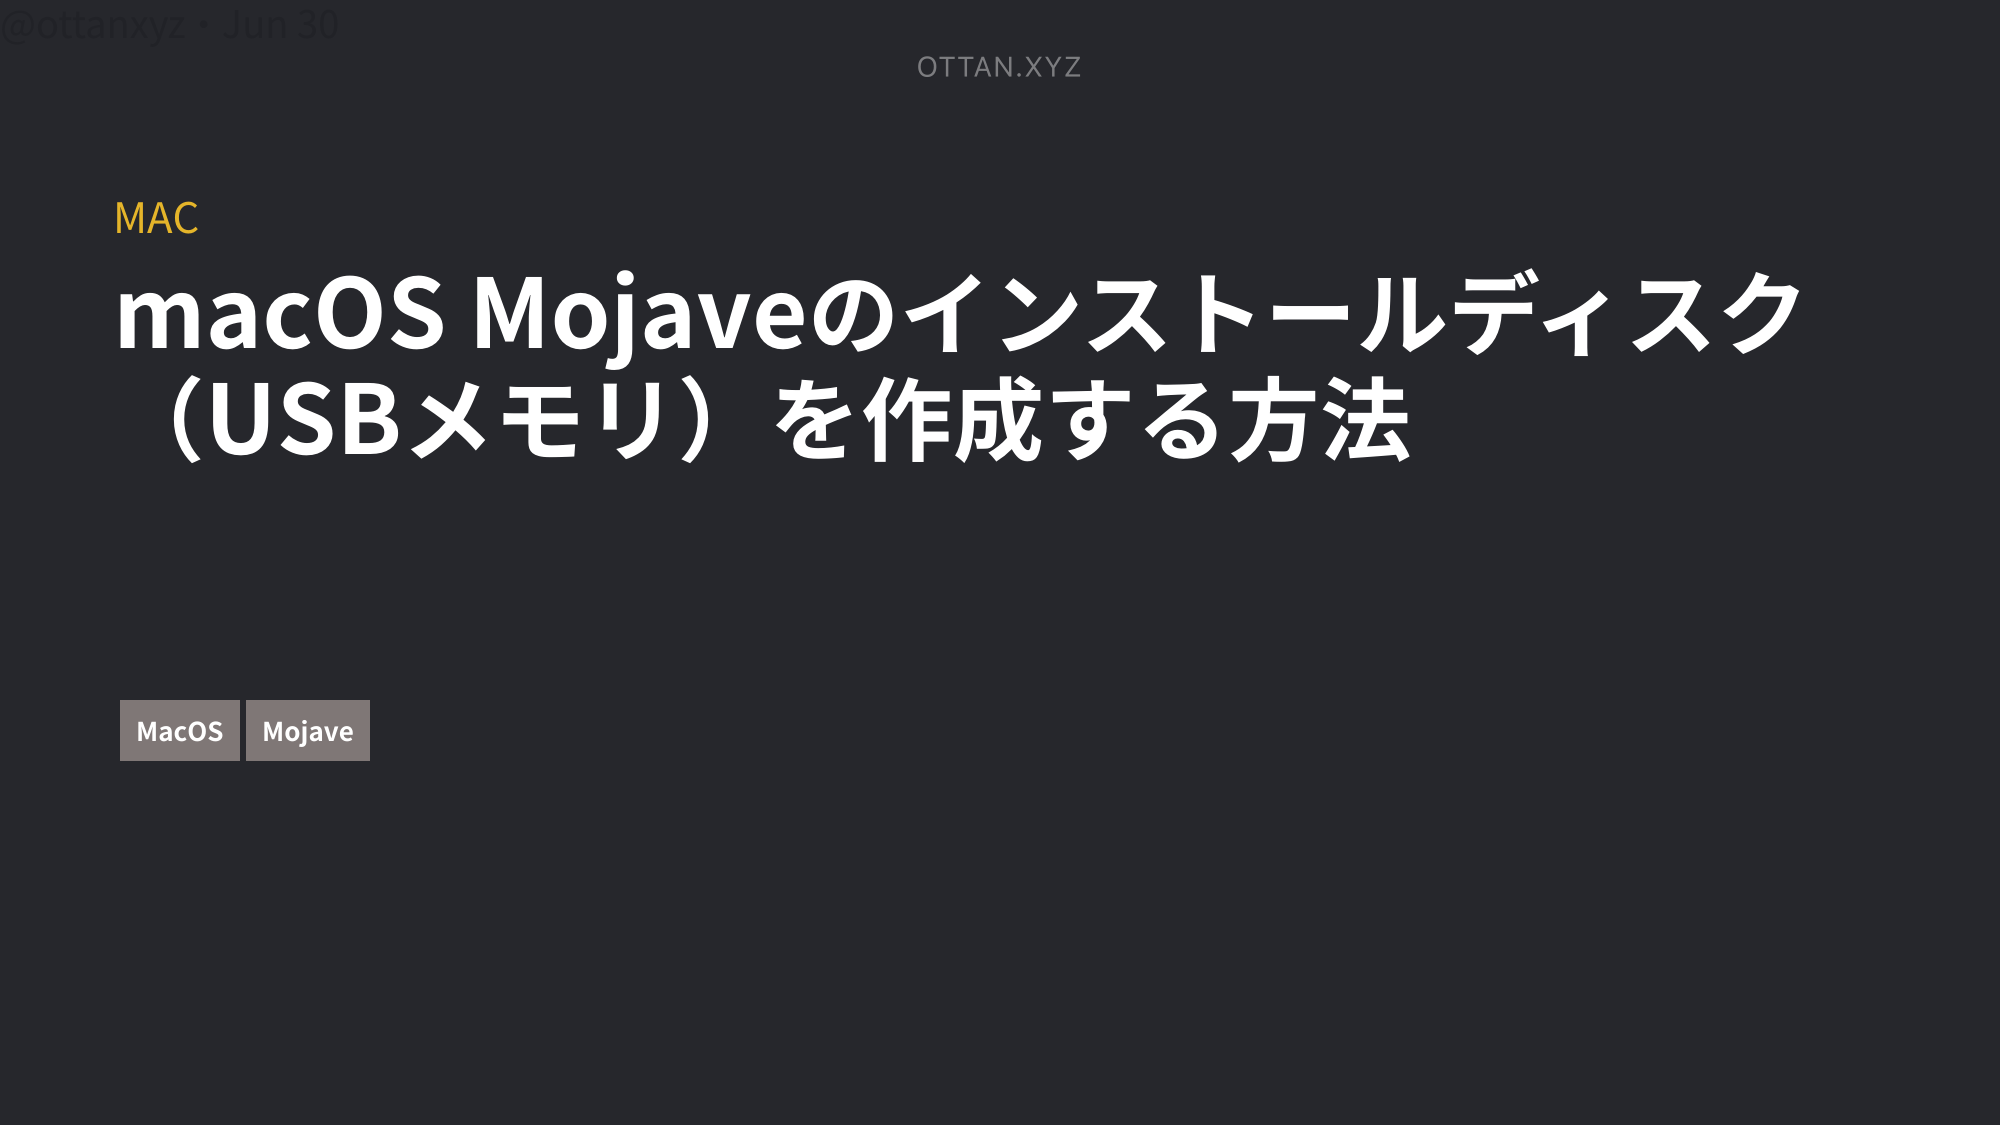 @ottanxyz・Jun 30
OTTAN.XYZ
MAC
macOS Mojaveのインストールディスク
（USBメモリ）を作成する方法
MacOS
Mojave